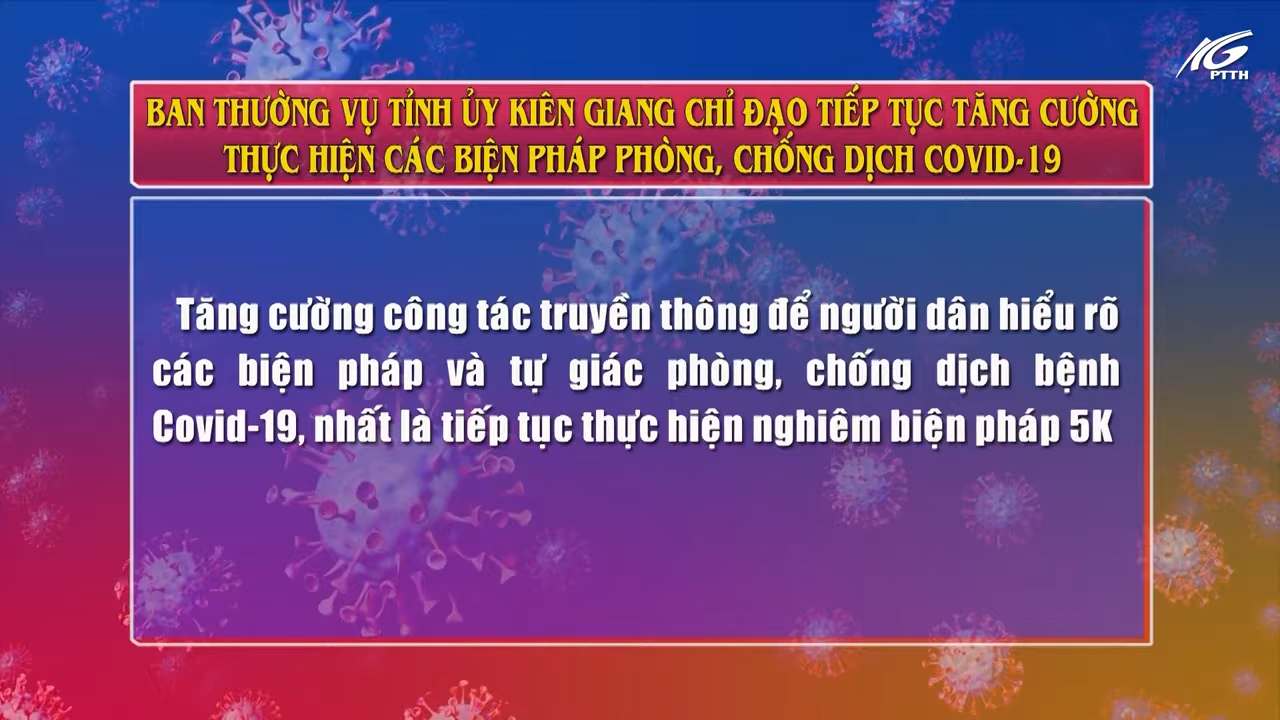 KG
PTTH
BAN THƯỜNG VỤ TỈNH ỦY KIÊN GIANG CHỈ ĐẠO TIẾP TỤC TĂNG CƯỜNG
THỰC HIỆN CÁC BIỆN PHÁP PHÒNG, CHỐNG DỊCH COVID-19
Tăng cường công tác truyền thông để người dân hiểu rõ
các biện pháp và tự giác phòng, chống dịch bệnh
Covid-19, nhất là tiếp tục thực hiện nghiêm biện pháp 5K